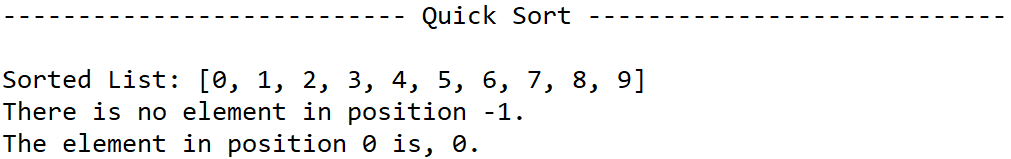 --------------------------- Quick Sort ----------------------------
Sorted List: [0, 1, 2, 3, 4, 5, 6, 7, 8, 9]
There is no element in position -1.
The element in position 0 is, 0.